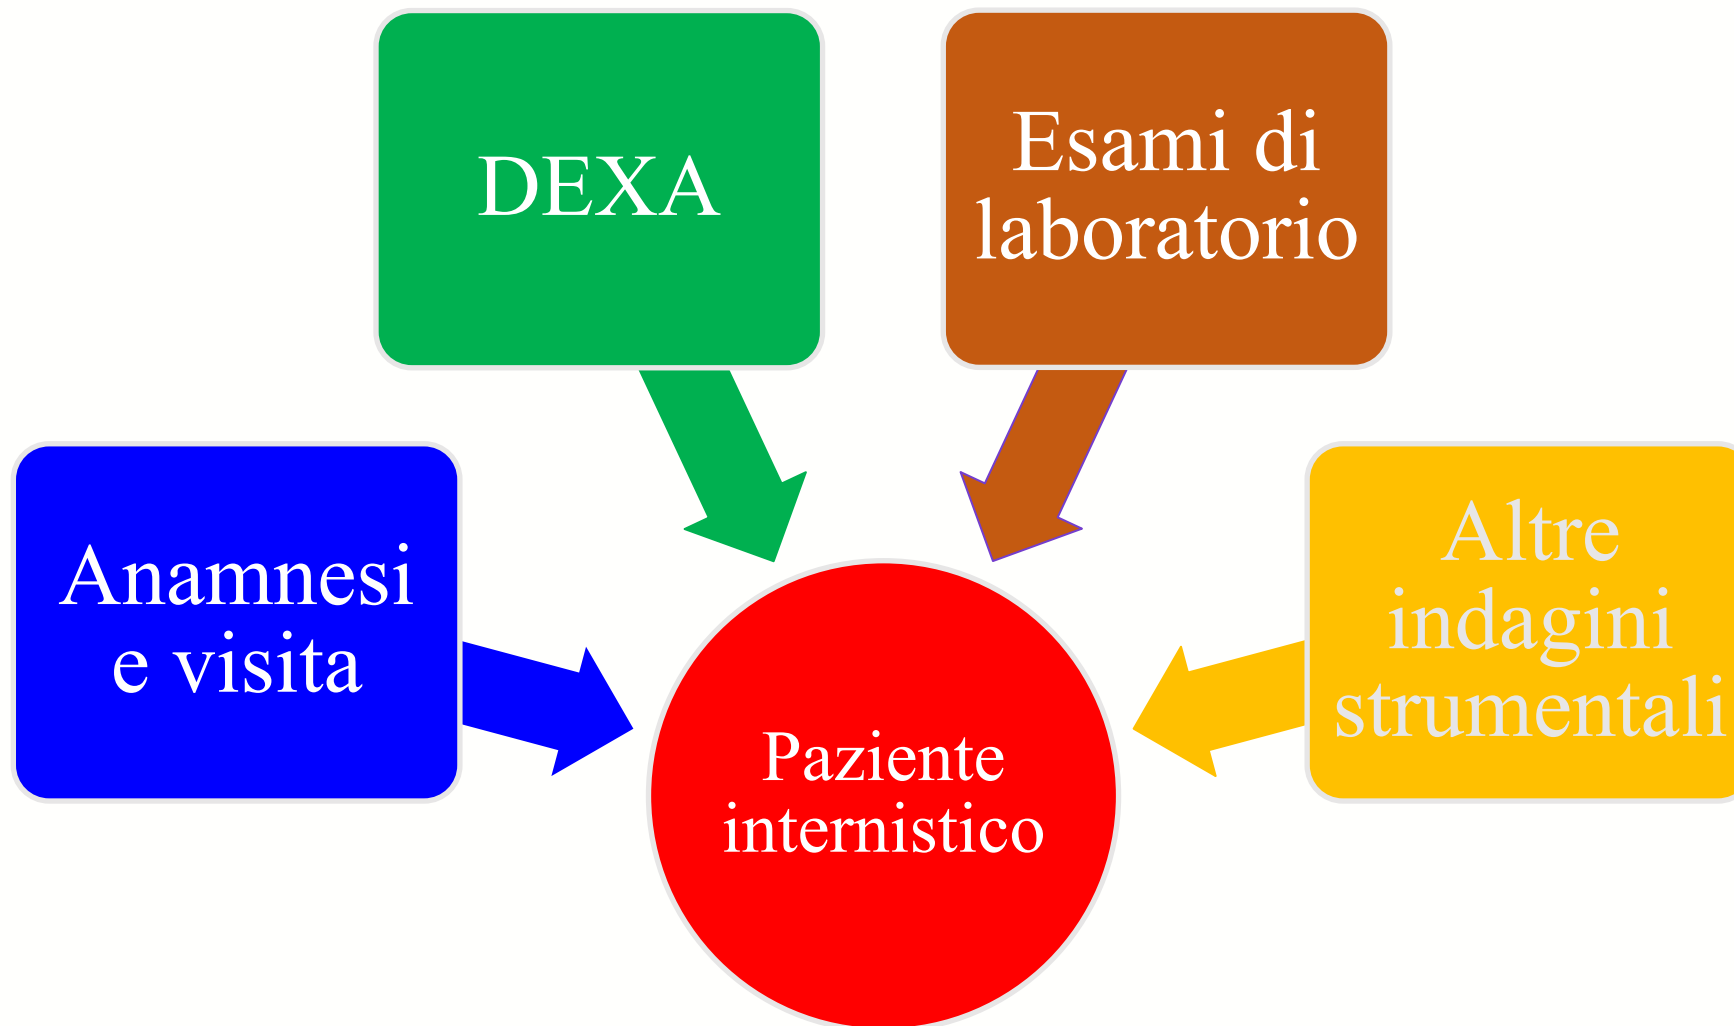 DEXA
Esami di
laboratorio
Anamnesi
e visita
Altre
indagini
strumentali
Paziente
internistico